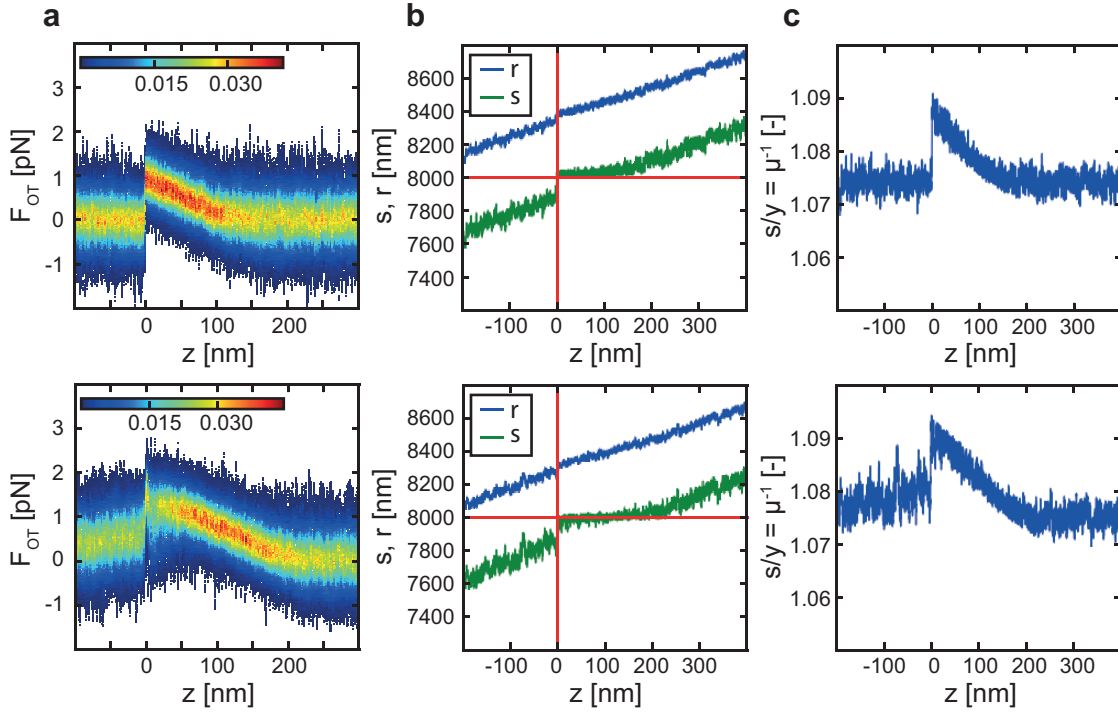 a
b
c
0.015 0.030
3
2
1
0
-1
F_OT [pN]
0 100 200
z [nm]
r
s
8600
8400
8200
8000
7800
7600
7400
s, r [nm]
-100 0 100 200 300
z [nm]
1.09
1.08
1.07
1.06
s/y = μ⁻¹ [-]
-100 0 100 200 300
z [nm]
0.015 0.030
3
2
1
0
-1
F_OT [pN]
0 100 200
z [nm]
r
s
8600
8400
8200
8000
7800
7600
7400
s, r [nm]
-100 0 100 200 300
z [nm]
1.09
1.08
1.07
1.06
s/y = μ⁻¹ [-]
-100 0 100 200 300
z [nm]